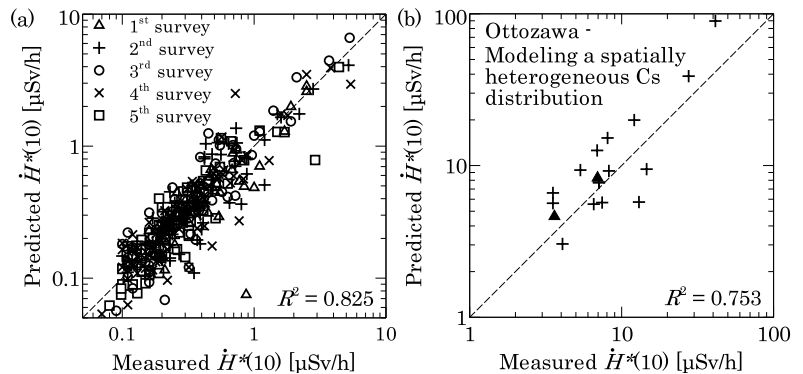 (a)
10
1
0.1
Predicted Ḣ*(10) [μSv/h]
1st survey
2nd survey
3rd survey
4th survey
5th survey
R² = 0.825
0.1 1 10
Measured Ḣ*(10) [μSv/h]
(b)
100
10
1
Predicted Ḣ*(10) [μSv/h]
Ottozawa -
Modeling a spatially
heterogeneous Cs
distribution
R² = 0.753
1 10 100
Measured Ḣ*(10) [μSv/h]